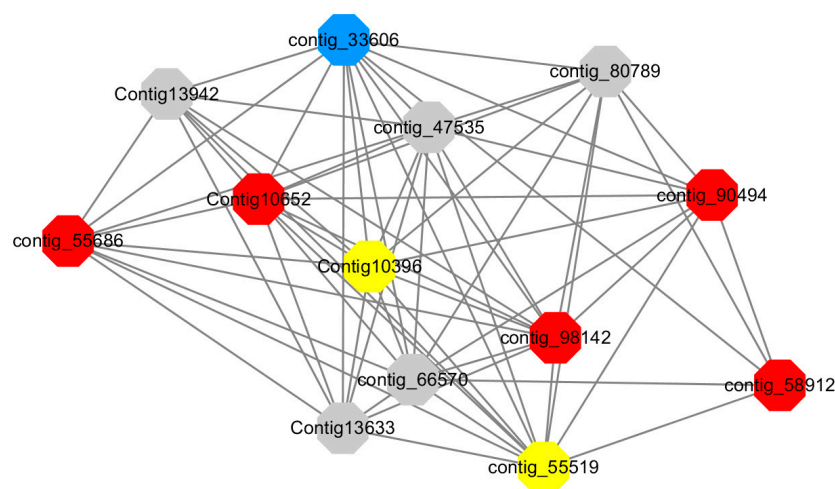 contig_33606
contig_80789
Contig13942
contig_47535
Contig10652
contig_90494
contig_55686
Contig10396
contig_98142
contig_66570
contig_58912
Contig13633
contig_55519